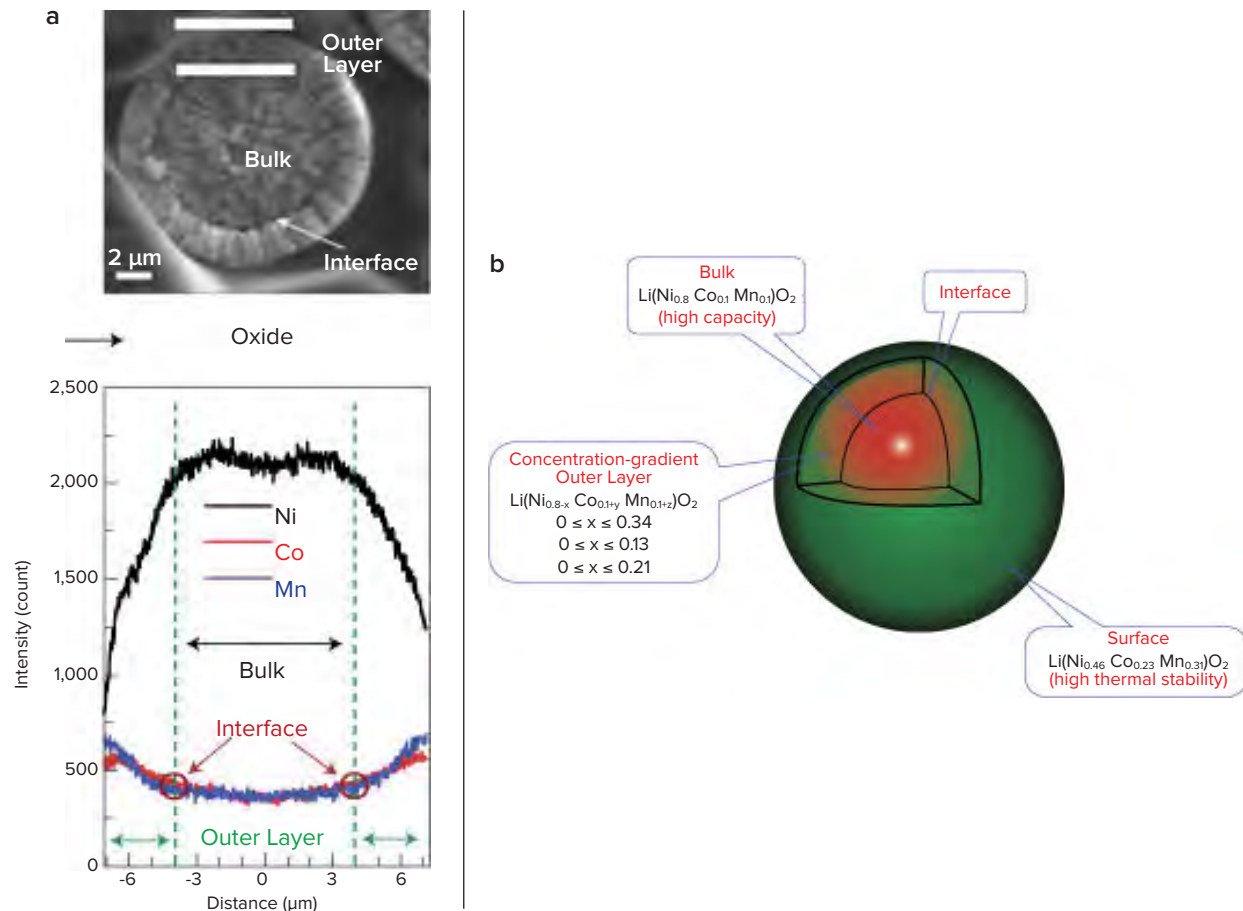 a
Outer
Layer
Bulk
Interface
2 μm
Oxide
2,500
2,000
1,500
1,000
500
0
Intensity (count)
Ni
Co
Mn
Bulk
Interface
Outer Layer
-6
-3
0
3
6
Distance (μm)
b
Bulk
Li(Ni₀.₈ Co₀.₁ Mn₀.₁)O₂
(high capacity)
Interface
Concentration-gradient
Outer Layer
Li(Ni₀.₈₋ₓ Co₀.₁₊y Mn₀.₁₊z)O₂
0 ≤ x ≤ 0.34
0 ≤ x ≤ 0.13
0 ≤ x ≤ 0.21
Surface
Li(Ni₀.₄₆ Co₀.₂₃ Mn₀.₃₁)O₂
(high thermal stability)